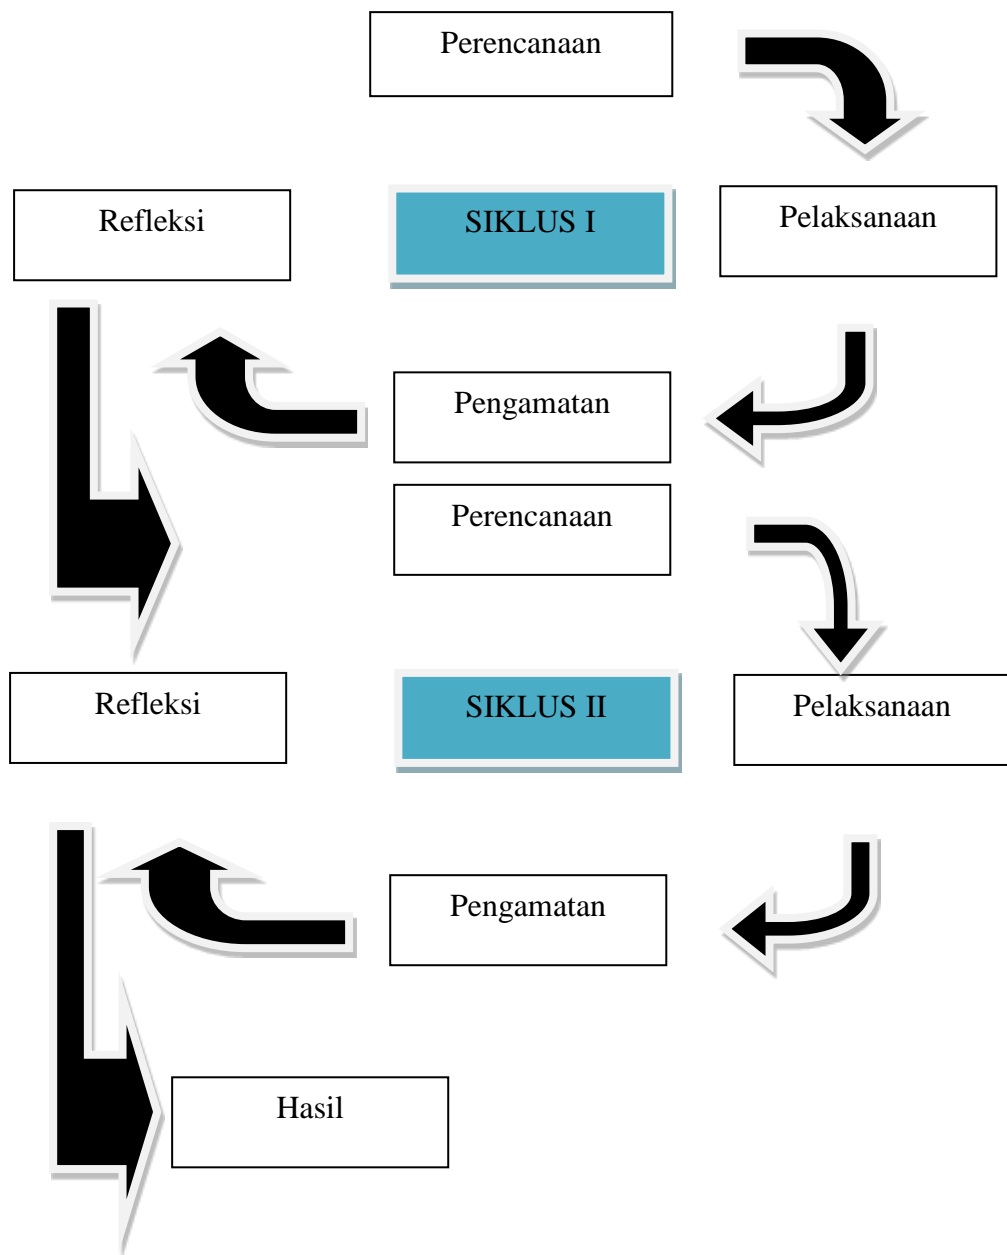 Perencanaan
Refleksi
SIKLUS I
Pelaksanaan
Pengamatan
Perencanaan
Refleksi
SIKLUS II
Pelaksanaan
Pengamatan
Hasil